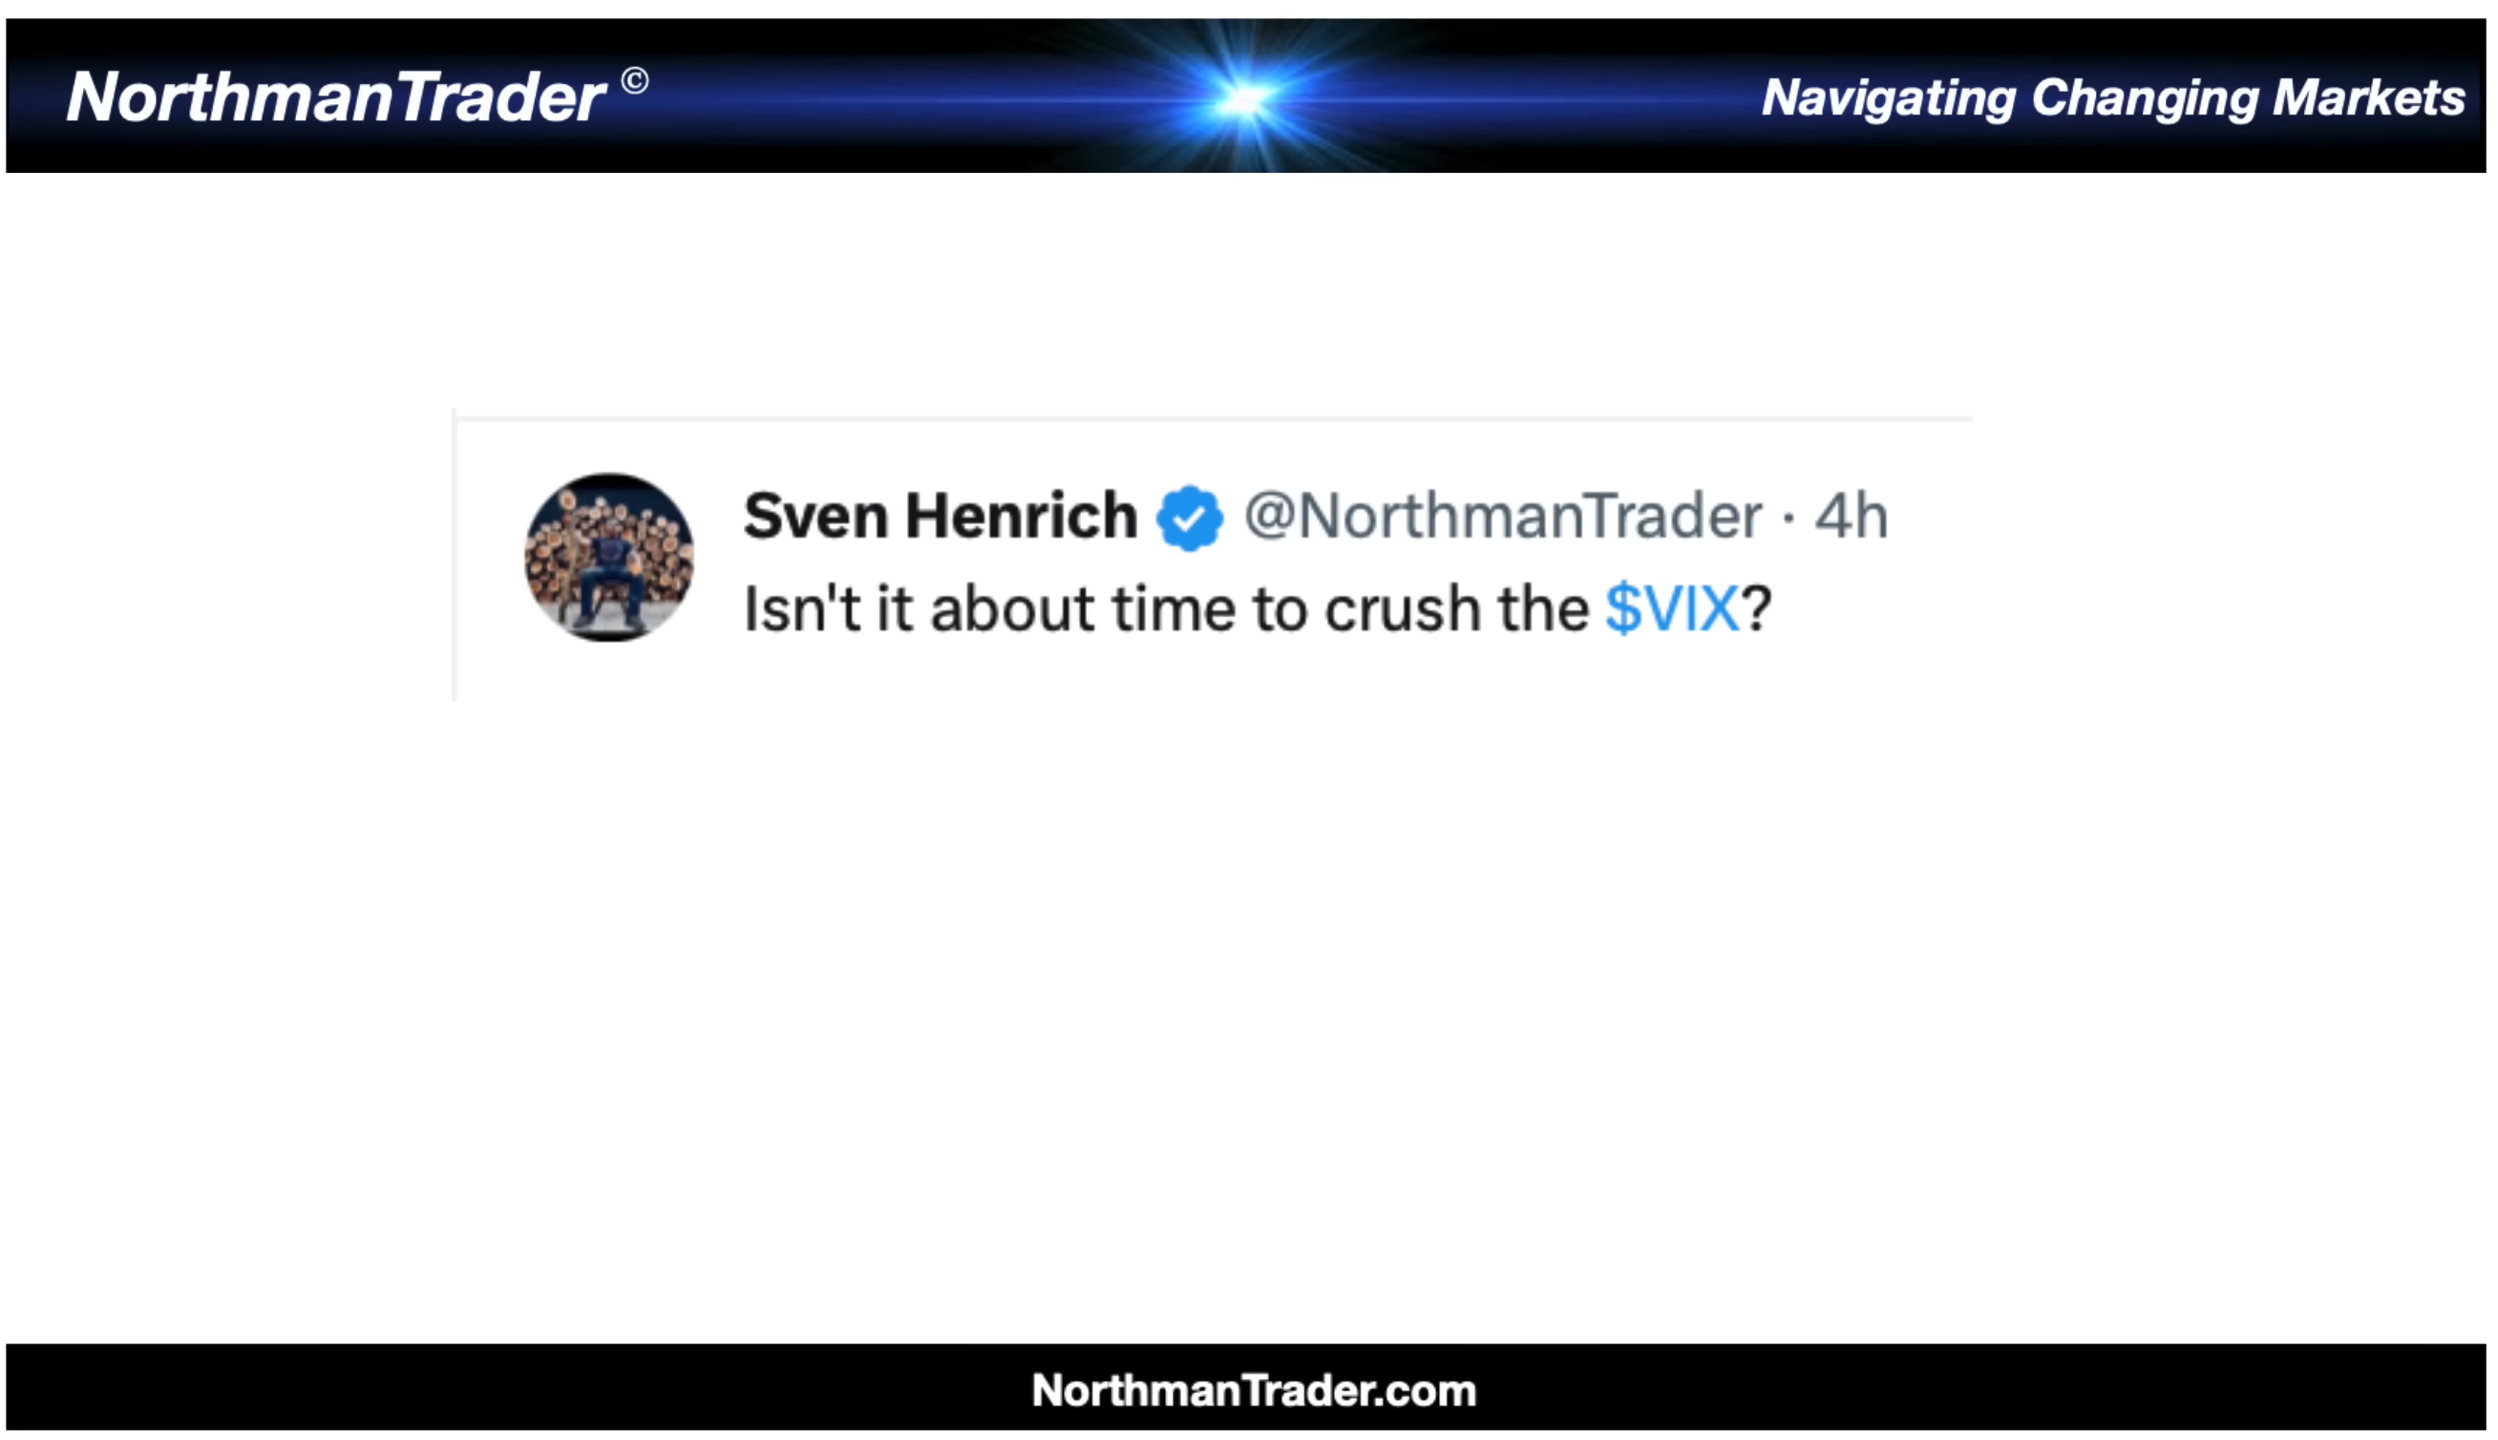 NorthmanTrader ©
Navigating Changing Markets
Sven Henrich @NorthmanTrader · 4h
Isn't it about time to crush the $VIX?
NorthmanTrader.com